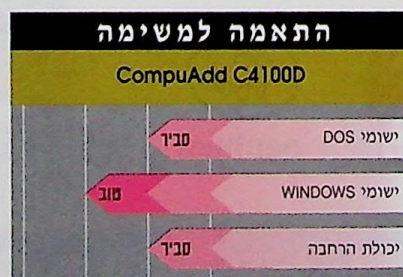 התאמה למשימה
CompuAdd C4100D
ישומי DOS סביר
ישומי WINDOWS טוב
יכולת הרחבה סביר